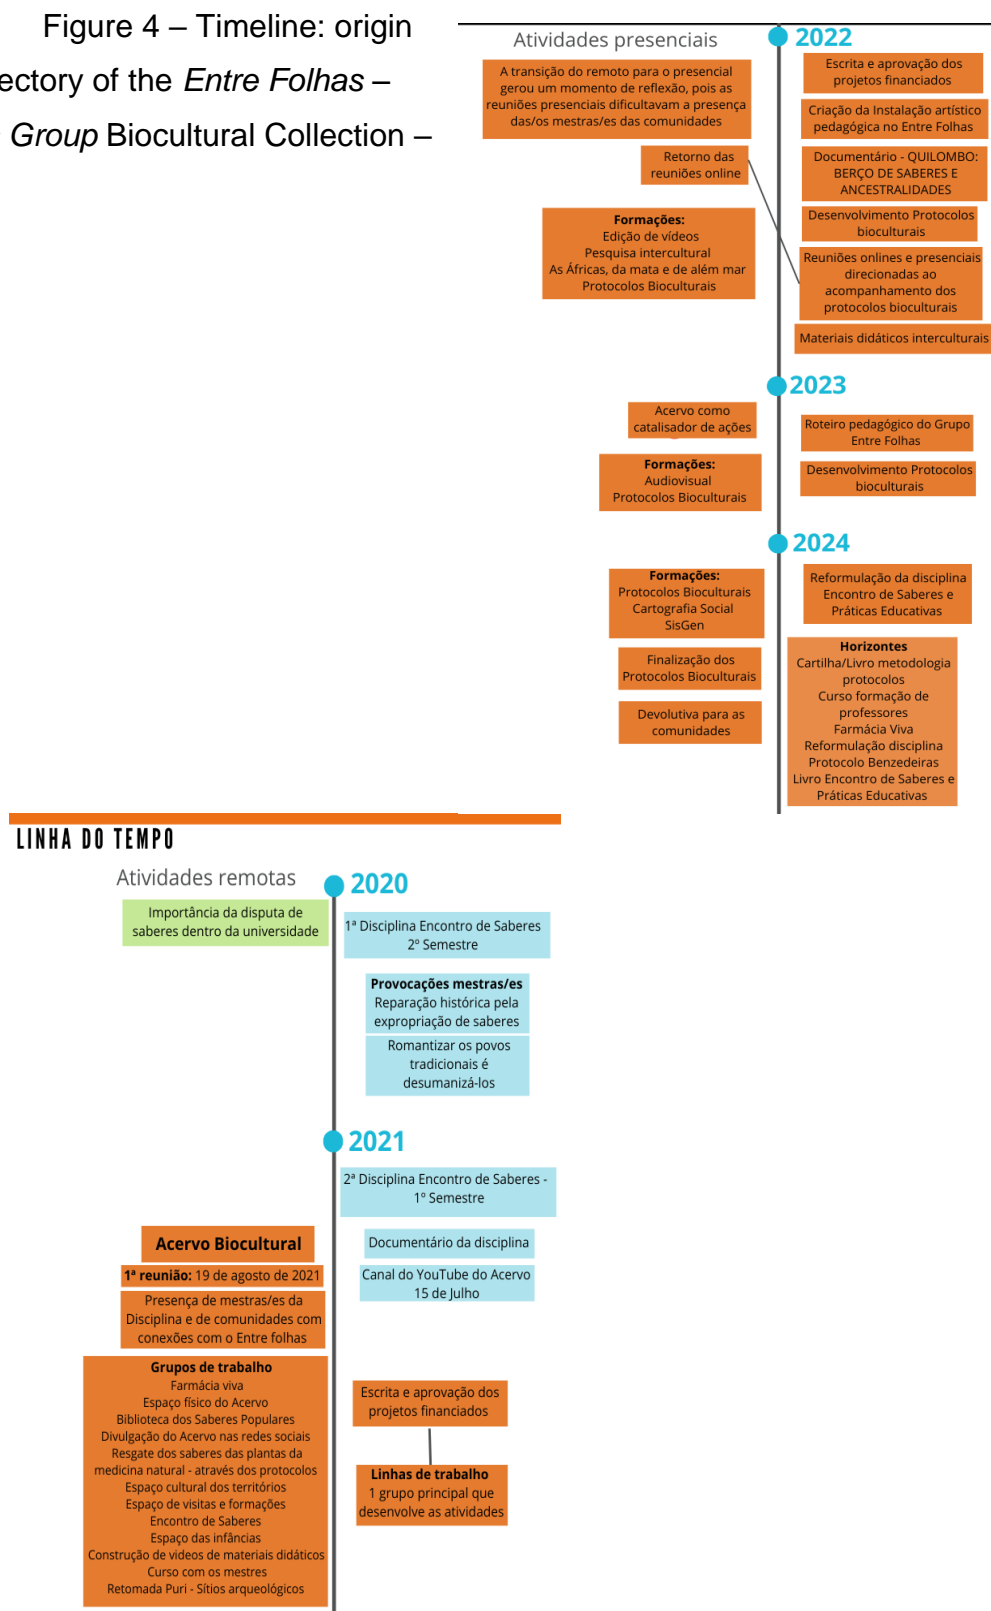 Figure 4 – Timeline: origin
ectory of the Entre Folhas –
Group Biocultural Collection –
Atividades presenciais
2022
A transição do remoto para o presencial
gerou um momento de reflexão, pois as
reuniões presenciais dificultavam a presença
das/os mestras/es das comunidades
Retorno das
reuniões online
Formações:
Edição de vídeos
Pesquisa intercultural
As Áfricas, da mata e de além mar
Protocolos Bioculturais
Escrita e aprovação dos
projetos financiados
Criação da Instalação artístico
pedagógica no Entre Folhas
Documentário - QUILOMBO:
BERÇO DE SABERES E
ANCESTRALIDADES
Desenvolvimento Protocolos
bioculturais
Reuniões onlines e presenciais
direcionadas ao
acompanhamento dos
protocolos bioculturais
Materiais didáticos interculturais
2023
Acervo como
catalisador de ações
Formações:
Audiovisual
Protocolos Bioculturais
Roteiro pedagógico do Grupo
Entre Folhas
Desenvolvimento Protocolos
bioculturais
2024
Formações:
Protocolos Bioculturais
Cartografia Social
SisGen
Finalização dos
Protocolos Bioculturais
Devolutiva para as
comunidades
Reformulação da disciplina
Encontro de Saberes e
Práticas Educativas
Horizontes
Cartilha/Livro metodologia
protocolos
Curso formação de
professores
Farmácia Viva
Reformulação disciplina
Protocolo Benzedeiras
Livro Encontro de Saberes e
Práticas Educativas
LINHA DO TEMPO
Atividades remotas
2020
Importância da disputa de
saberes dentro da universidade
1ª Disciplina Encontro de Saberes
2º Semestre
Provocações mestras/es
Reparação histórica pela
expropriação de saberes
Romantizar os povos
tradicionais é
desumanizá-los
2021
2ª Disciplina Encontro de Saberes -
1º Semestre
Documentário da disciplina
Canal do YouTube do Acervo
15 de Julho
Acervo Biocultural
1ª reunião: 19 de agosto de 2021
Presença de mestras/es da
Disciplina e de comunidades com
conexões com o Entre folhas
Grupos de trabalho
Farmácia viva
Espaço físico do Acervo
Biblioteca dos Saberes Populares
Divulgação do Acervo nas redes sociais
Resgate dos saberes das plantas da
medicina natural - através dos protocolos
Espaço cultural dos territórios
Espaço de visitas e formações
Encontro de Saberes
Espaço das infâncias
Construção de videos de materiais didáticos
Curso com os mestres
Retomada Puri - Sítios arqueológicos
Escrita e aprovação dos
projetos financiados
Linhas de trabalho
1 grupo principal que
desenvolve as atividades